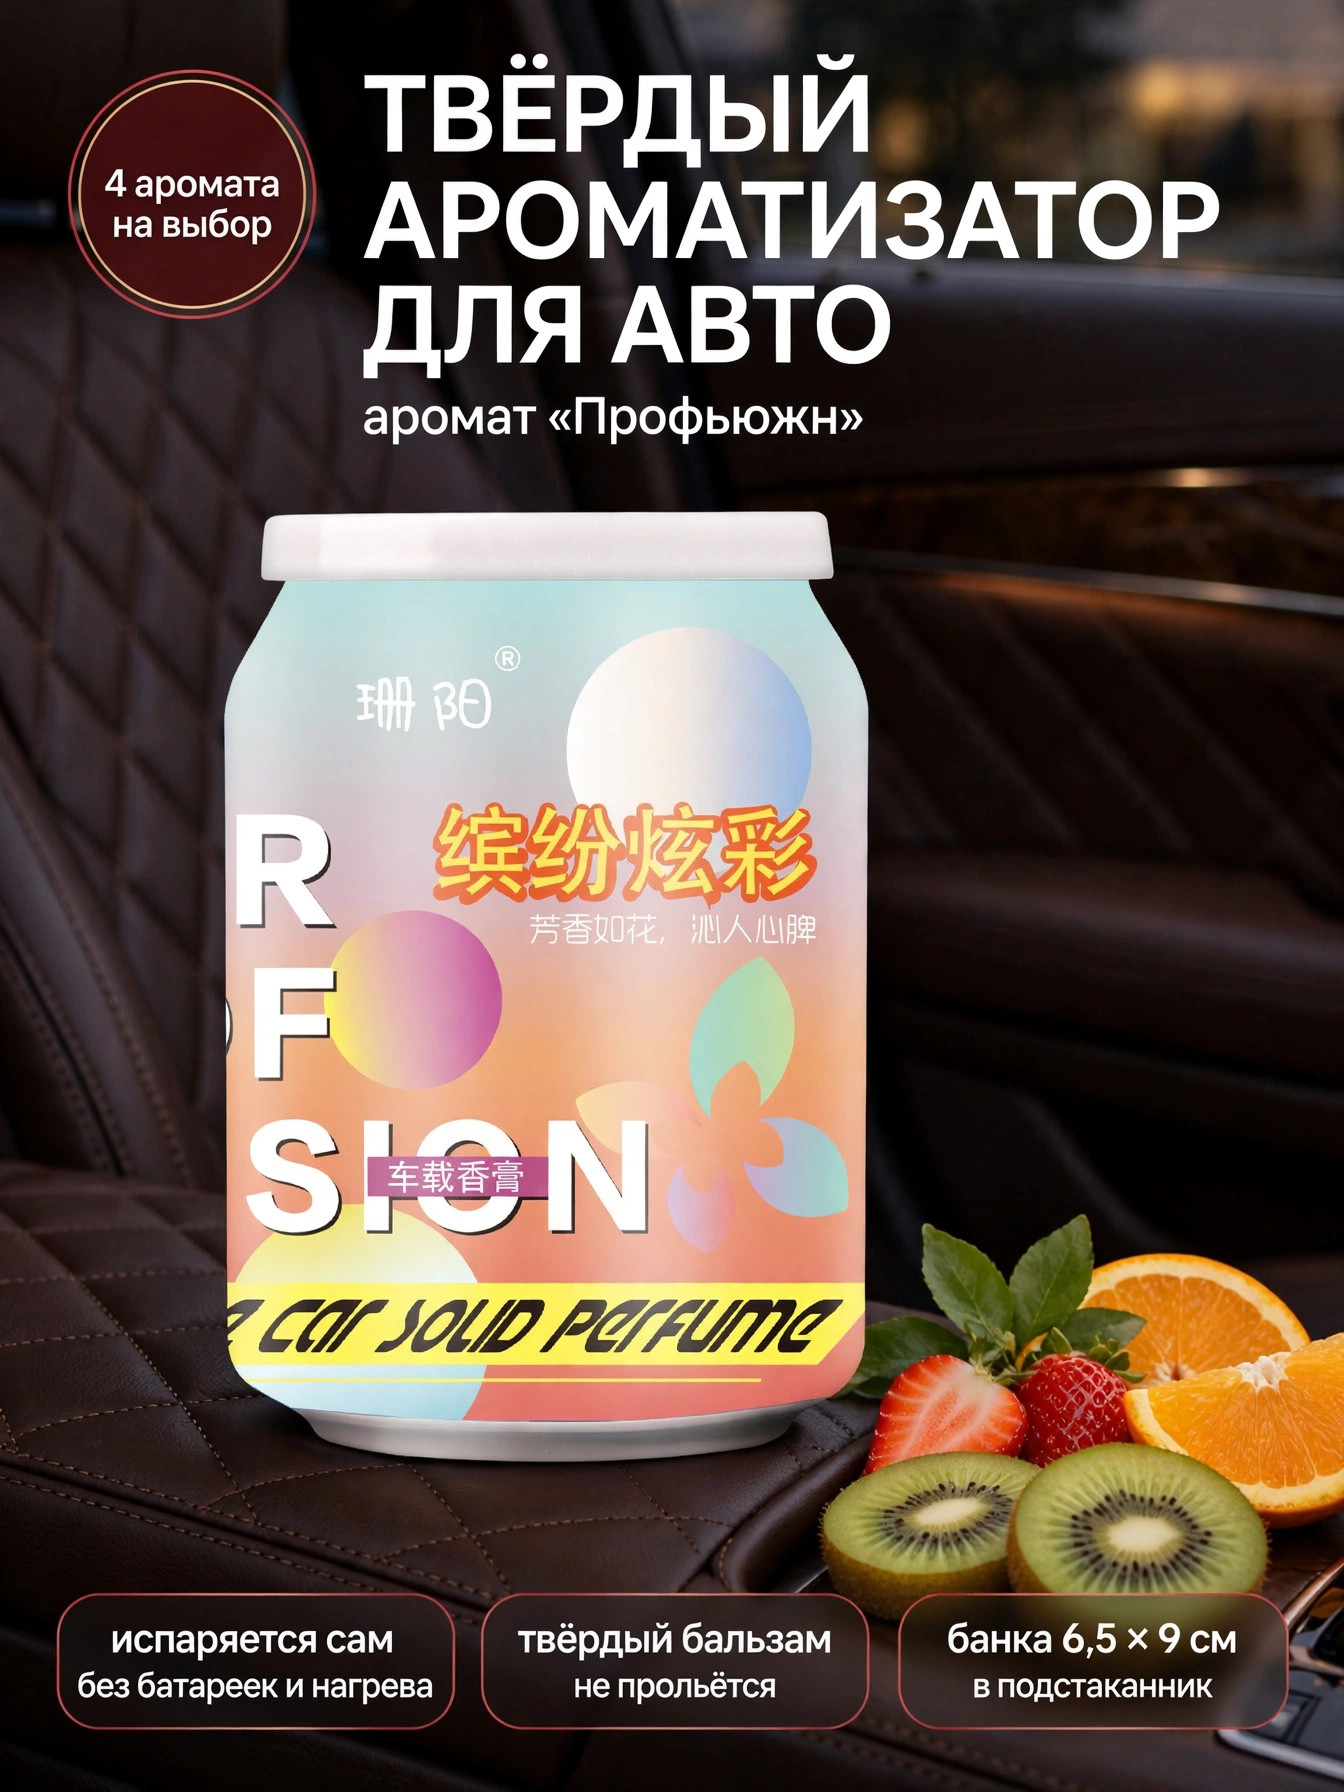 4 аромата
на выбор
ТВЁРДЫЙ
АРОМАТИЗАТОР
ДЛЯ АВТО
аромат «Профьюжн»
珊阳®
缤纷炫彩
芳香如花，沁人心脾
R
F
SION
车载香膏
car solid perfume
испаряется сам
без батареек и нагрева
твёрдый бальзам
не прольётся
банка 6,5 × 9 см
в подстаканник